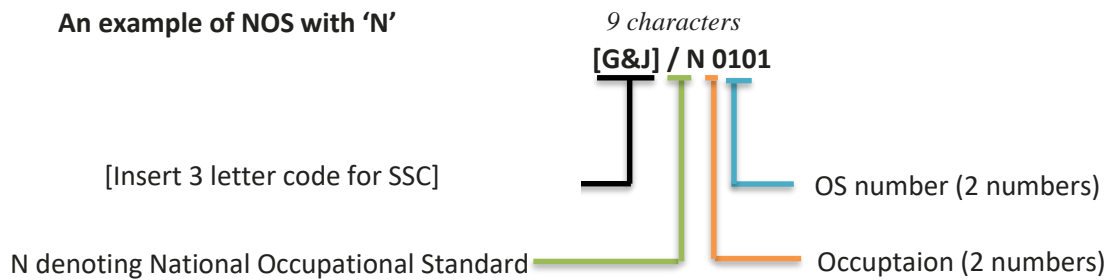 An example of NOS with ‘N’
9 characters
[G&J] / N 0101
[Insert 3 letter code for SSC]
OS number (2 numbers)
N denoting National Occupational Standard
Occuptaion (2 numbers)